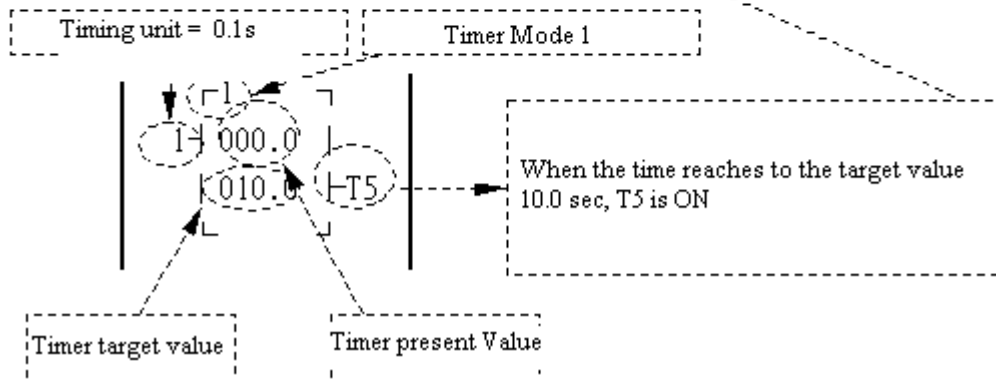 Timing unit = 0.1s
Timer Mode 1
1
1 000.0
010.0 T5
When the time reaches to the target value
10.0 sec, T5 is ON
Timer target value
Timer present Value